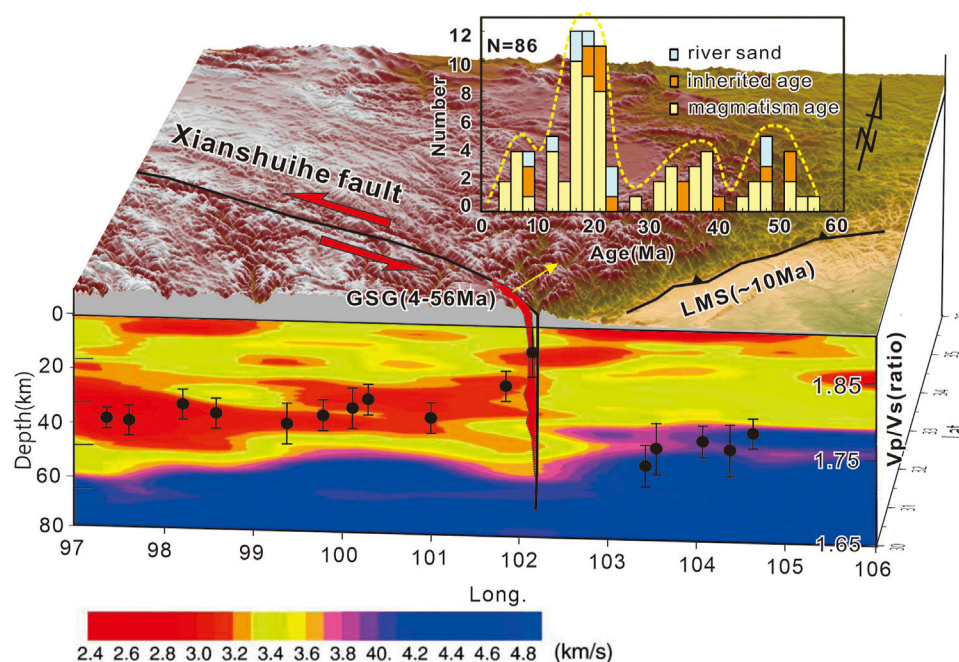 N=86
river sand
inherited age
magmatism age
Number
12
10
8
6
4
2
0
0 10 20 30 40 50 60
Age(Ma)
N
Xianshuihe fault
GSG(4-56Ma)
LMS(~10Ma)
Depth(km)
0
20
40
60
80
97 98 99 100 101 102 103 104 105 106
Long.
Vp/Vs(ratio)
1.85
1.75
1.65
33
32
31
30
2.4 2.6 2.8 3.0 3.2 3.4 3.6 3.8 40. 4.2 4.4 4.6 4.8 (km/s)